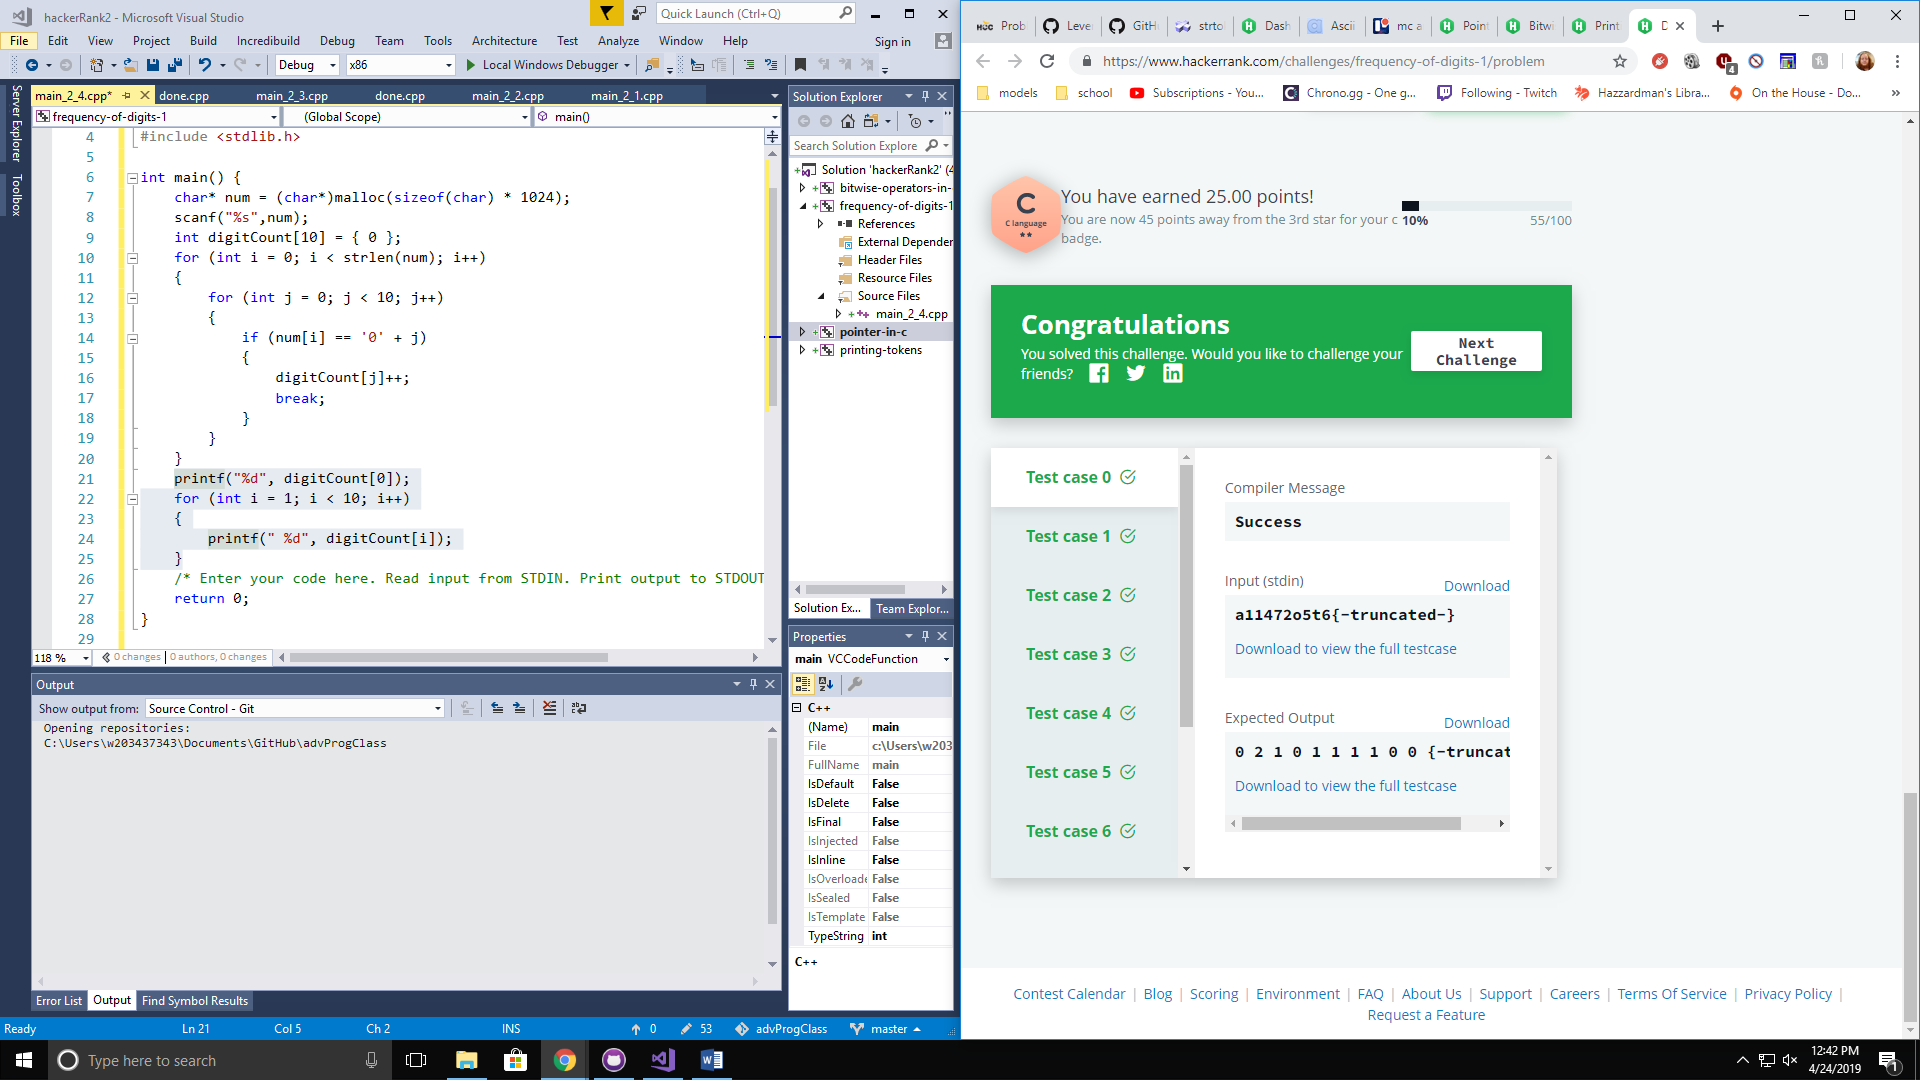 hackerRank2 - Microsoft Visual Studio
Quick Launch (Ctrl+Q)
File Edit View Project Build Incredibuild Debug Team Tools Architecture Test Analyze Window Help Sign in
Debug x86 Local Windows Debugger
Server Explorer
Toolbox
main_2_4.cpp* done.cpp main_2_3.cpp done.cpp main_2_2.cpp main_2_1.cpp
frequency-of-digits-1 (Global Scope) main()
4 #include <stdlib.h>
5
6 int main() {
7 char* num = (char*)malloc(sizeof(char) * 1024);
8 scanf("%s",num);
9 int digitCount[10] = { 0 };
10 for (int i = 0; i < strlen(num); i++)
11 {
12 for (int j = 0; j < 10; j++)
13 {
14 if (num[i] == '0' + j)
15 {
16 digitCount[j]++;
17 break;
18 }
19 }
20 }
21 printf("%d", digitCount[0]);
22 for (int i = 1; i < 10; i++)
23 {
24 printf(" %d", digitCount[i]);
25 }
26 /* Enter your code here. Read input from STDIN. Print output to STDOUT
27 return 0;
28 }
29
118 % 0 changes | 0 authors, 0 changes
Output
Show output from: Source Control - Git
Opening repositories:
C:\Users\w203437343\Documents\GitHub\advProgClass
Error List Output Find Symbol Results
Solution Explorer
Search Solution Explore
Solution 'hackerRank2' (4
bitwise-operators-in-
frequency-of-digits-1
References
External Depender
Header Files
Resource Files
Source Files
main_2_4.cpp
pointer-in-c
printing-tokens
Solution Ex... Team Explor...
Properties
main VCCodeFunction
C++
(Name) main
File c:\Users\w203
FullName main
IsDefault False
IsDelete False
IsFinal False
IsInjected False
IsInline False
IsOverloade False
IsSealed False
IsTemplate False
TypeString int
C++
Ready Ln 21 Col 5 Ch 2 INS 0 53 advProgClass master
Prob Leve GitH strto Dash Ascii mc a Point Bitwi Print D
https://www.hackerrank.com/challenges/frequency-of-digits-1/problem
4
models school Subscriptions - You... Chrono.gg - One g... Following - Twitch Hazzardman's Libra... On the House - Do... »
C
C language
You have earned 25.00 points!
You are now 45 points away from the 3rd star for your c
badge.
10% 55/100
Congratulations
You solved this challenge. Would you like to challenge your
friends?
Next
Challenge
Test case 0
Test case 1
Test case 2
Test case 3
Test case 4
Test case 5
Test case 6
Compiler Message
Success
Input (stdin) Download
a11472o5t6{-truncated-}
Download to view the full testcase
Expected Output Download
0 2 1 0 1 1 1 1 0 0 {-truncat
Download to view the full testcase
Contest Calendar | Blog | Scoring | Environment | FAQ | About Us | Support | Careers | Terms Of Service | Privacy Policy |
Request a Feature
Type here to search
12:42 PM
4/24/2019
1